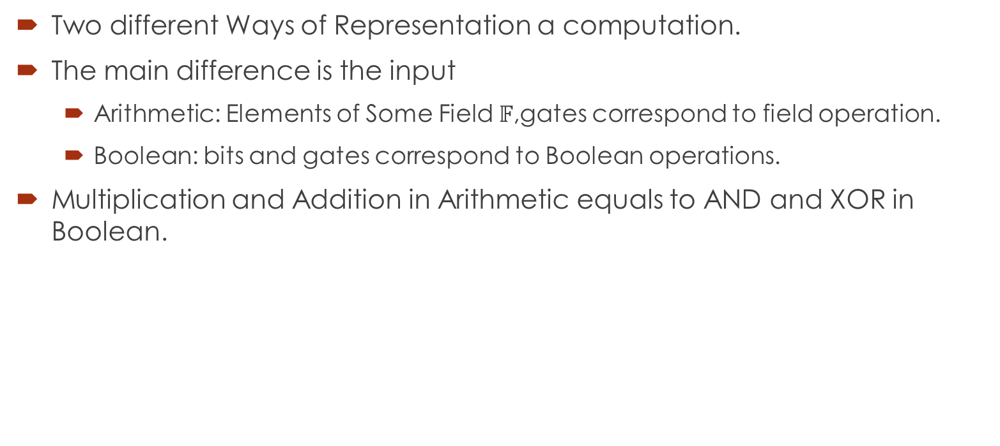 Two different Ways of Representation a computation.
The main difference is the input
Arithmetic: Elements of Some Field 𝔽,gates correspond to field operation.
Boolean: bits and gates correspond to Boolean operations.
Multiplication and Addition in Arithmetic equals to AND and XOR in
Boolean.